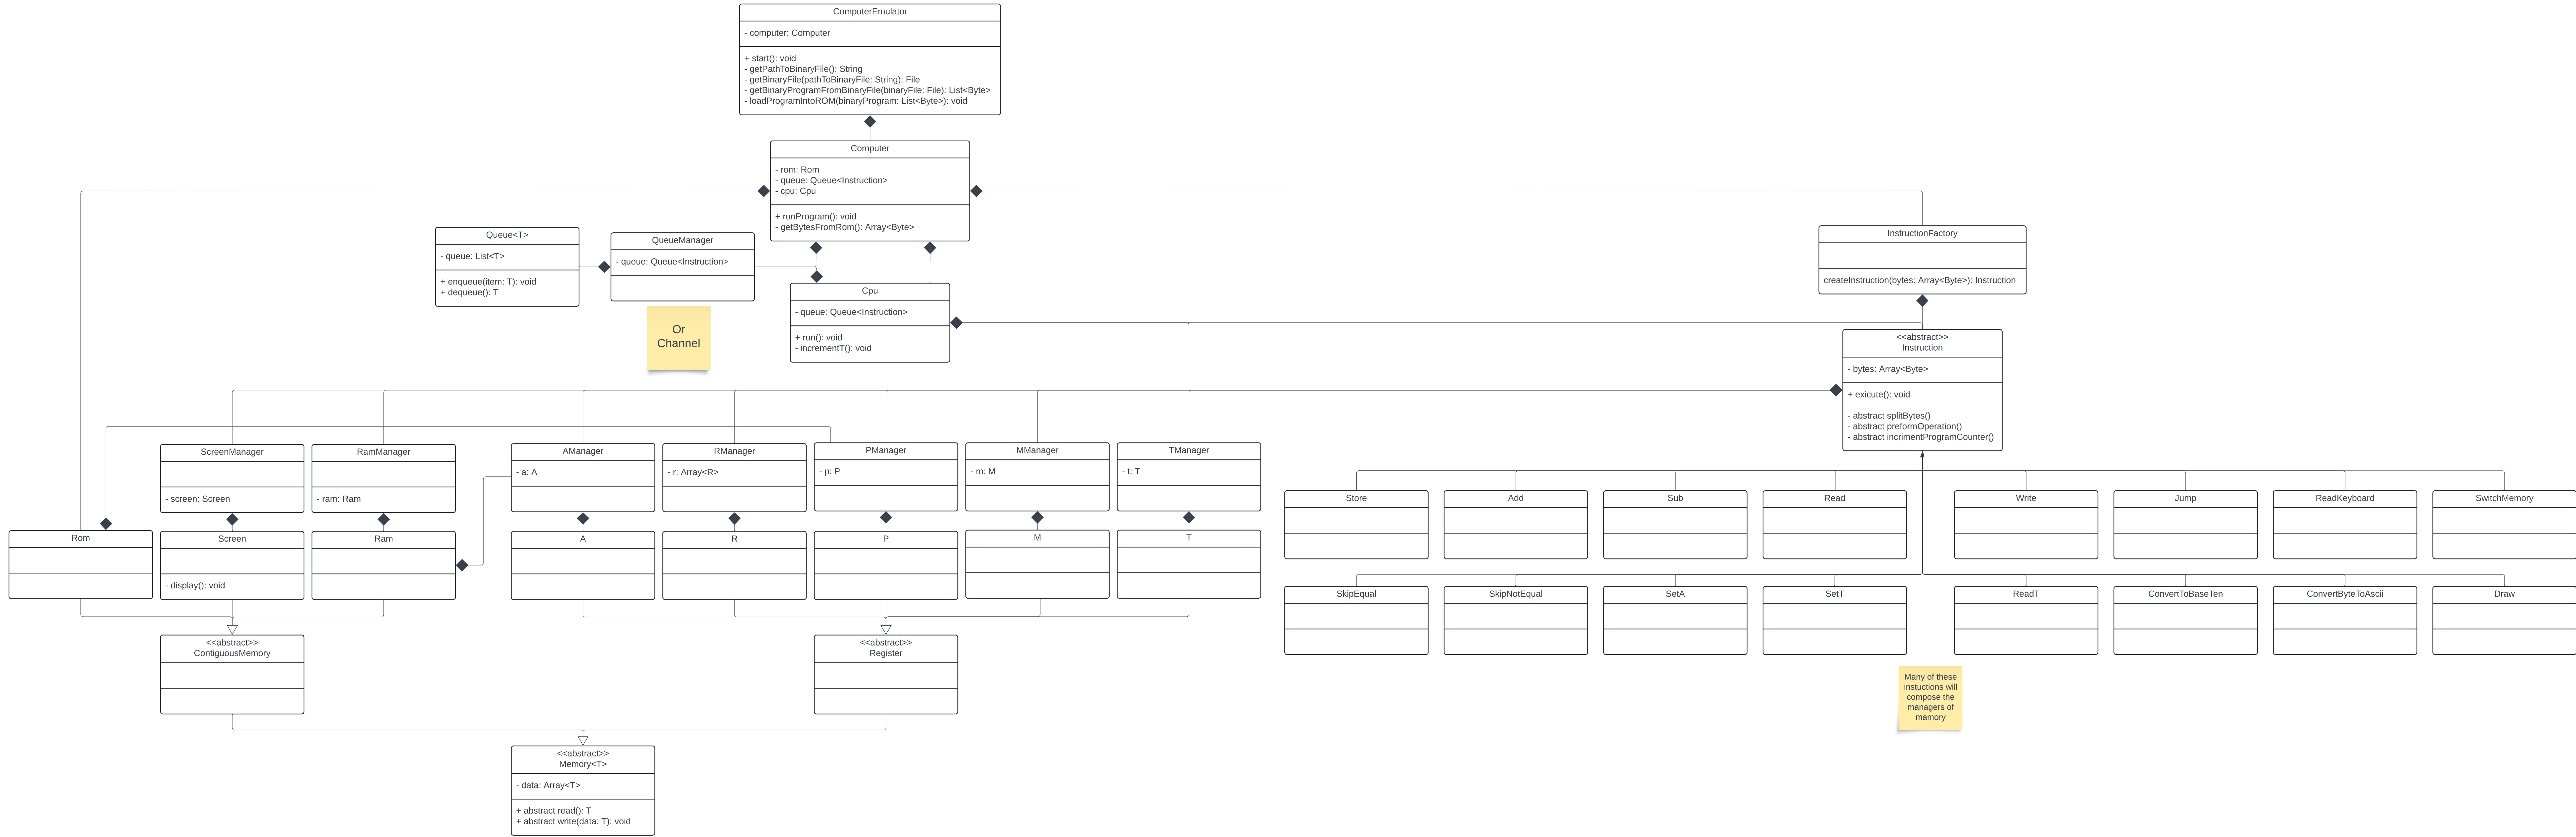 ComputerEmulator
- computer: Computer
+ start(): void
- getPathToBinaryFile(): String
- getBinaryFile(pathToBinaryFile: String): File
- getBinaryProgramFromBinaryFile(binaryFile: File): List<Byte>
- loadProgramIntoROM(binaryProgram: List<Byte>): void
Computer
- rom: Rom
- queue: Queue<Instruction>
- cpu: Cpu
+ runProgram(): void
- getBytesFromRom(): Array<Byte>
Queue<T>
- queue: List<T>
+ enqueue(item: T): void
+ dequeue(): T
QueueManager
- queue: Queue<Instruction>
Or
Channel
Cpu
- queue: Queue<Instruction>
+ run(): void
- incrementT(): void
InstructionFactory
createInstruction(bytes: Array<Byte>): Instruction
<<abstract>>
Instruction
- bytes: Array<Byte>
+ exicute(): void
- abstract splitBytes()
- abstract preformOperation()
- abstract incrimentProgramCounter()
ScreenManager
- screen: Screen
RamManager
- ram: Ram
AManager
- a: A
RManager
- r: Array<R>
PManager
- p: P
MManager
- m: M
TManager
- t: T
Rom
Screen
- display(): void
Ram
A
R
P
M
T
Store
Add
Sub
Read
Write
Jump
ReadKeyboard
SwitchMemory
SkipEqual
SkipNotEqual
SetA
SetT
ReadT
ConvertToBaseTen
ConvertByteToAscii
Draw
<<abstract>>
ContiguousMemory
<<abstract>>
Register
Many of these
instuctions will
compose the
managers of
mamory
<<abstract>>
Memory<T>
- data: Array<T>
+ abstract read(): T
+ abstract write(data: T): void